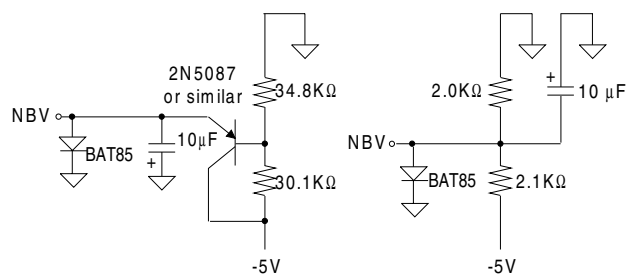 2N5087
or similar
34.8KΩ
NBV
10µF
+
BAT85
30.1KΩ
-5V
2.0KΩ
+
10 µF
NBV
BAT85
2.1KΩ
-5V